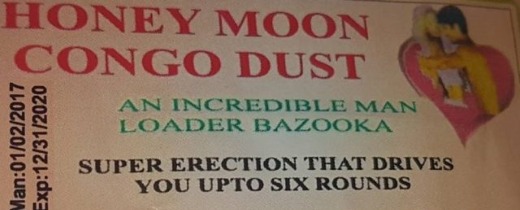 HONEY MOON
CONGO DUST
AN INCREDIBLE MAN
LOADER BAZOOKA
SUPER ERECTION THAT DRIVES
YOU UPTO SIX ROUNDS
Man:01/02/2017
Exp:12/31/2020